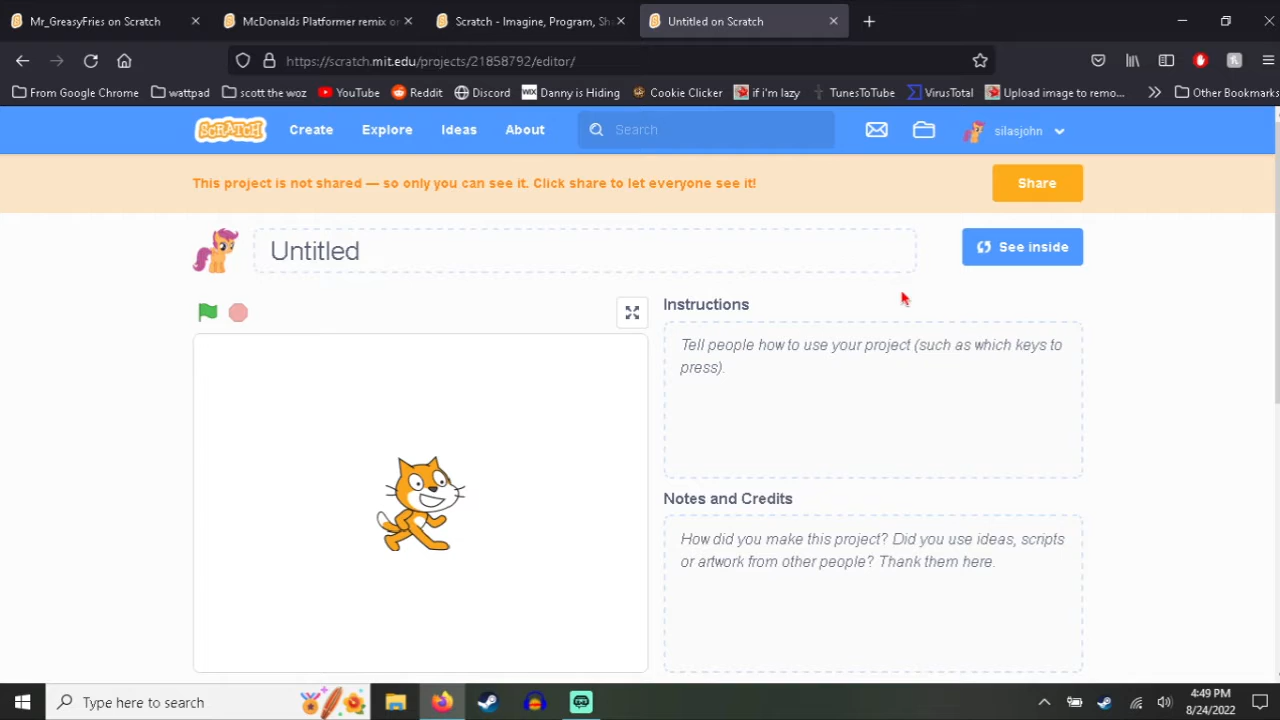 Mr_GreasyFries on Scratch
McDonalds Platformer remix or
Scratch - Imagine, Program, Sh
Untitled on Scratch
https://scratch.mit.edu/projects/21858792/editor/
From Google Chrome
wattpad
scott the woz
YouTube
Reddit
Discord
WIX Danny is Hiding
Cookie Clicker
if i'm lazy
TunesToTube
VirusTotal
Upload image to remo...
Other Bookmarks
SCRATCH
Create
Explore
Ideas
About
Search
silasjohn
This project is not shared — so only you can see it. Click share to let everyone see it!
Share
Untitled
See inside
Instructions
Tell people how to use your project (such as which keys to
press).
Notes and Credits
How did you make this project? Did you use ideas, scripts
or artwork from other people? Thank them here.
Type here to search
4:49 PM
8/24/2022